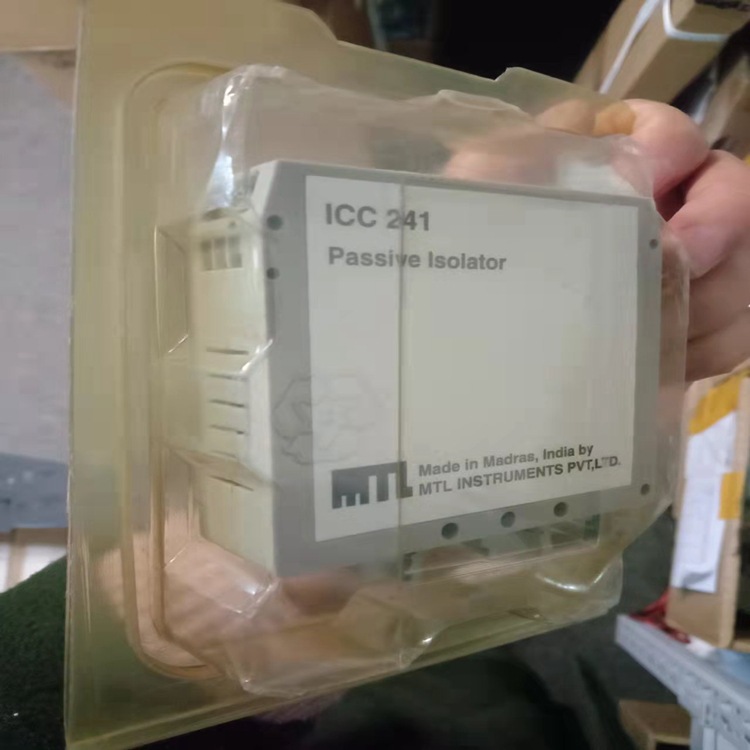 ICC 241
Passive Isolator
MTL
Made in Madras, India by
MTL INSTRUMENTS PVT,LTD.